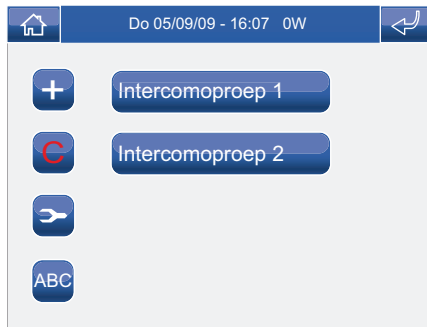 Do 05/09/09 - 16:07 0W
+
Intercomoproep 1
C
Intercomoproep 2
ABC